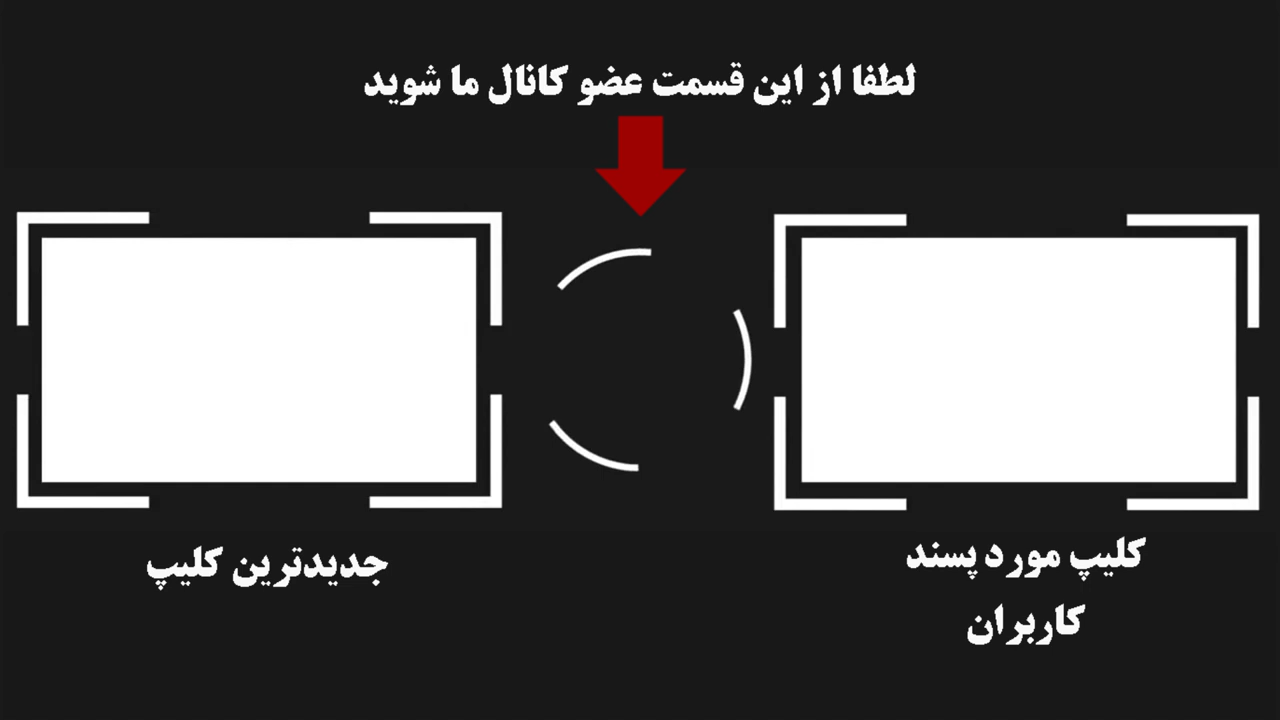 لطفا از این قسمت عضو کانال ما شوید
کلیپ مورد پسند
کاربران
جدیدترین کلیپ